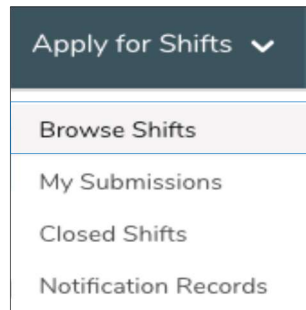 Apply for Shifts
Browse Shifts
My Submissions
Closed Shifts
Notification Records